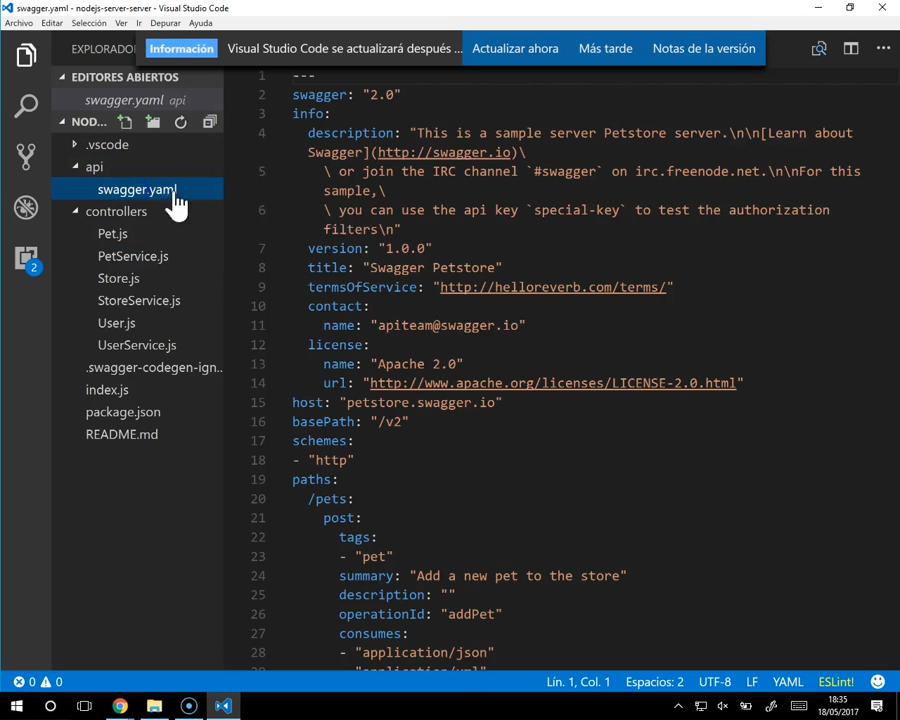 swagger.yaml - nodejs-server-server - Visual Studio Code
Archivo Editar Selección Ver Ir Depurar Ayuda
EXPLORADO
Información Visual Studio Code se actualizará después ... Actualizar ahora Más tarde Notas de la versión
EDITORES ABIERTOS
swagger.yaml api
NOD...
.vscode
api
swagger.yaml
controllers
Pet.js
PetService.js
Store.js
StoreService.js
User.js
UserService.js
.swagger-codegen-ign...
index.js
package.json
README.md
2
1 ---
2 swagger: "2.0"
3 info:
4 description: "This is a sample server Petstore server.\n\n[Learn about
Swagger](http://swagger.io)\
5 \ or join the IRC channel `#swagger` on irc.freenode.net.\n\nFor this
sample,\
6 \ you can use the api key `special-key` to test the authorization
filters\n"
7 version: "1.0.0"
8 title: "Swagger Petstore"
9 termsOfService: "http://helloreverb.com/terms/"
10 contact:
11 name: "apiteam@swagger.io"
12 license:
13 name: "Apache 2.0"
14 url: "http://www.apache.org/licenses/LICENSE-2.0.html"
15 host: "petstore.swagger.io"
16 basePath: "/v2"
17 schemes:
18 - "http"
19 paths:
20 /pets:
21 post:
22 tags:
23 - "pet"
24 summary: "Add a new pet to the store"
25 description: ""
26 operationId: "addPet"
27 consumes:
28 - "application/json"
29 - "application/xml"
0 0 Lín. 1, Col. 1 Espacios: 2 UTF-8 LF YAML ESLint!
18:35
18/05/2017